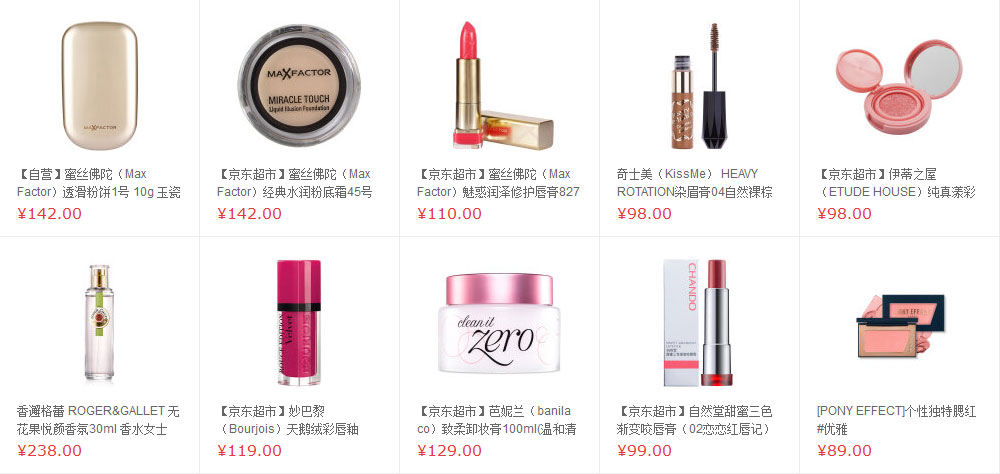 MAXFACTOR
MAXFACTOR
MIRACLE TOUCH
Liquid Illusion Foundation
【自营】蜜丝佛陀（Max
Factor）透滑粉饼1号 10g 玉瓷
¥142.00
【京东超市】蜜丝佛陀（Max
Factor）经典水润粉底霜45号
¥142.00
【京东超市】蜜丝佛陀（Max
Factor）魅惑润泽修护唇膏827
¥110.00
奇士美（KissMe） HEAVY
ROTATION染眉膏04自然裸棕
¥98.00
【京东超市】伊蒂之屋
（ETUDE HOUSE）纯真漾彩
¥98.00
Velvet
clean it
zero
CHANDO
香邂格蕾 ROGER&GALLET 无
花果悦颜香氛30ml 香水女士
¥238.00
【京东超市】妙巴黎
（Bourjois）天鹅绒彩唇釉
¥119.00
【京东超市】芭妮兰（banila
co）致柔卸妆膏100ml(温和清
¥129.00
【京东超市】自然堂甜蜜三色
渐变咬唇膏（02恋恋红唇记）
¥99.00
[PONY EFFECT]个性独特腮红
#优雅
¥89.00